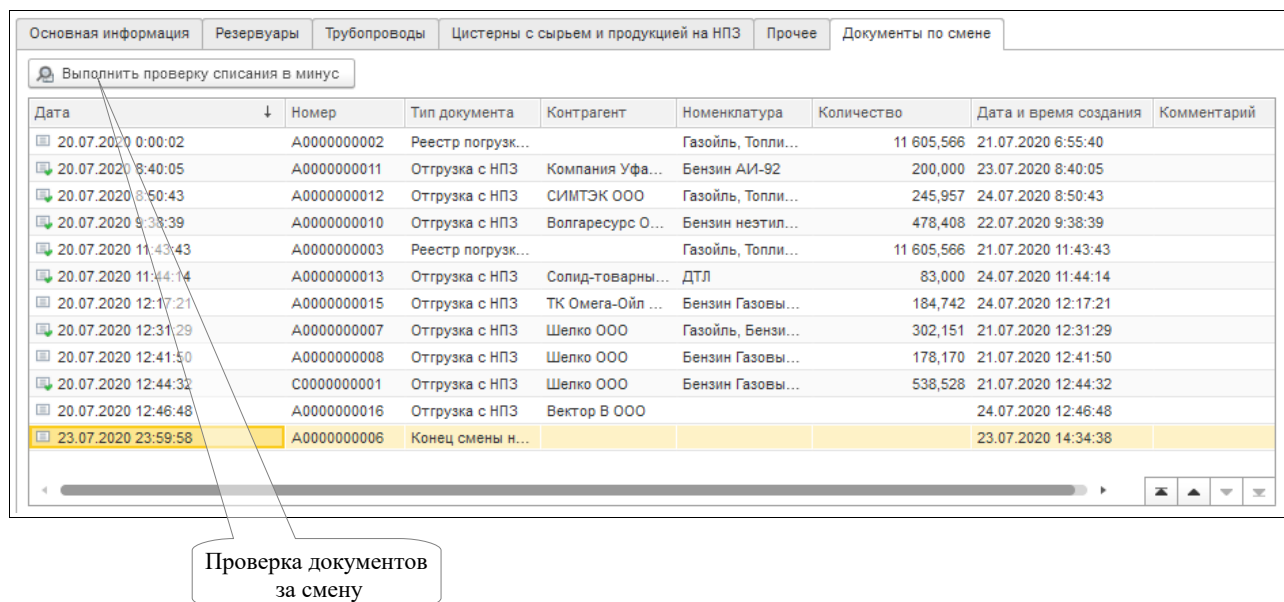 Основная информация Резервуары Трубопроводы Цистерны с сырьем и продукцией на НПЗ Прочее Документы по смене
Выполнить проверку списания в минус
Дата ↓ Номер Тип документа Контрагент Номенклатура Количество Дата и время создания Комментарий
20.07.2020 0:00:02 А0000000002 Реестр погрузк... Газойль, Топли... 11 605,566 21.07.2020 6:55:40
20.07.2020 8:40:05 А0000000011 Отгрузка с НПЗ Компания Уфа... Бензин АИ-92 200,000 23.07.2020 8:40:05
20.07.2020 8:50:43 А0000000012 Отгрузка с НПЗ СИМТЭК ООО Газойль, Топли... 245,957 24.07.2020 8:50:43
20.07.2020 9:38:39 А0000000010 Отгрузка с НПЗ Волгаресурс О... Бензин неэтил... 478,408 22.07.2020 9:38:39
20.07.2020 11:43:43 А0000000003 Реестр погрузк... Газойль, Топли... 11 605,566 21.07.2020 11:43:43
20.07.2020 11:44:14 А0000000013 Отгрузка с НПЗ Солид-товарны... ДТЛ 83,000 24.07.2020 11:44:14
20.07.2020 12:17:21 А0000000015 Отгрузка с НПЗ ТК Омега-Ойл ... Бензин Газовы... 184,742 24.07.2020 12:17:21
20.07.2020 12:31:29 А0000000007 Отгрузка с НПЗ Шелко ООО Газойль, Бензи... 302,151 21.07.2020 12:31:29
20.07.2020 12:41:50 А0000000008 Отгрузка с НПЗ Шелко ООО Бензин Газовы... 178,170 21.07.2020 12:41:50
20.07.2020 12:44:32 С0000000001 Отгрузка с НПЗ Шелко ООО Бензин Газовы... 538,528 21.07.2020 12:44:32
20.07.2020 12:46:48 А0000000016 Отгрузка с НПЗ Вектор В ООО 24.07.2020 12:46:48
23.07.2020 23:59:58 А0000000006 Конец смены н... 23.07.2020 14:34:38
Проверка документов
за смену